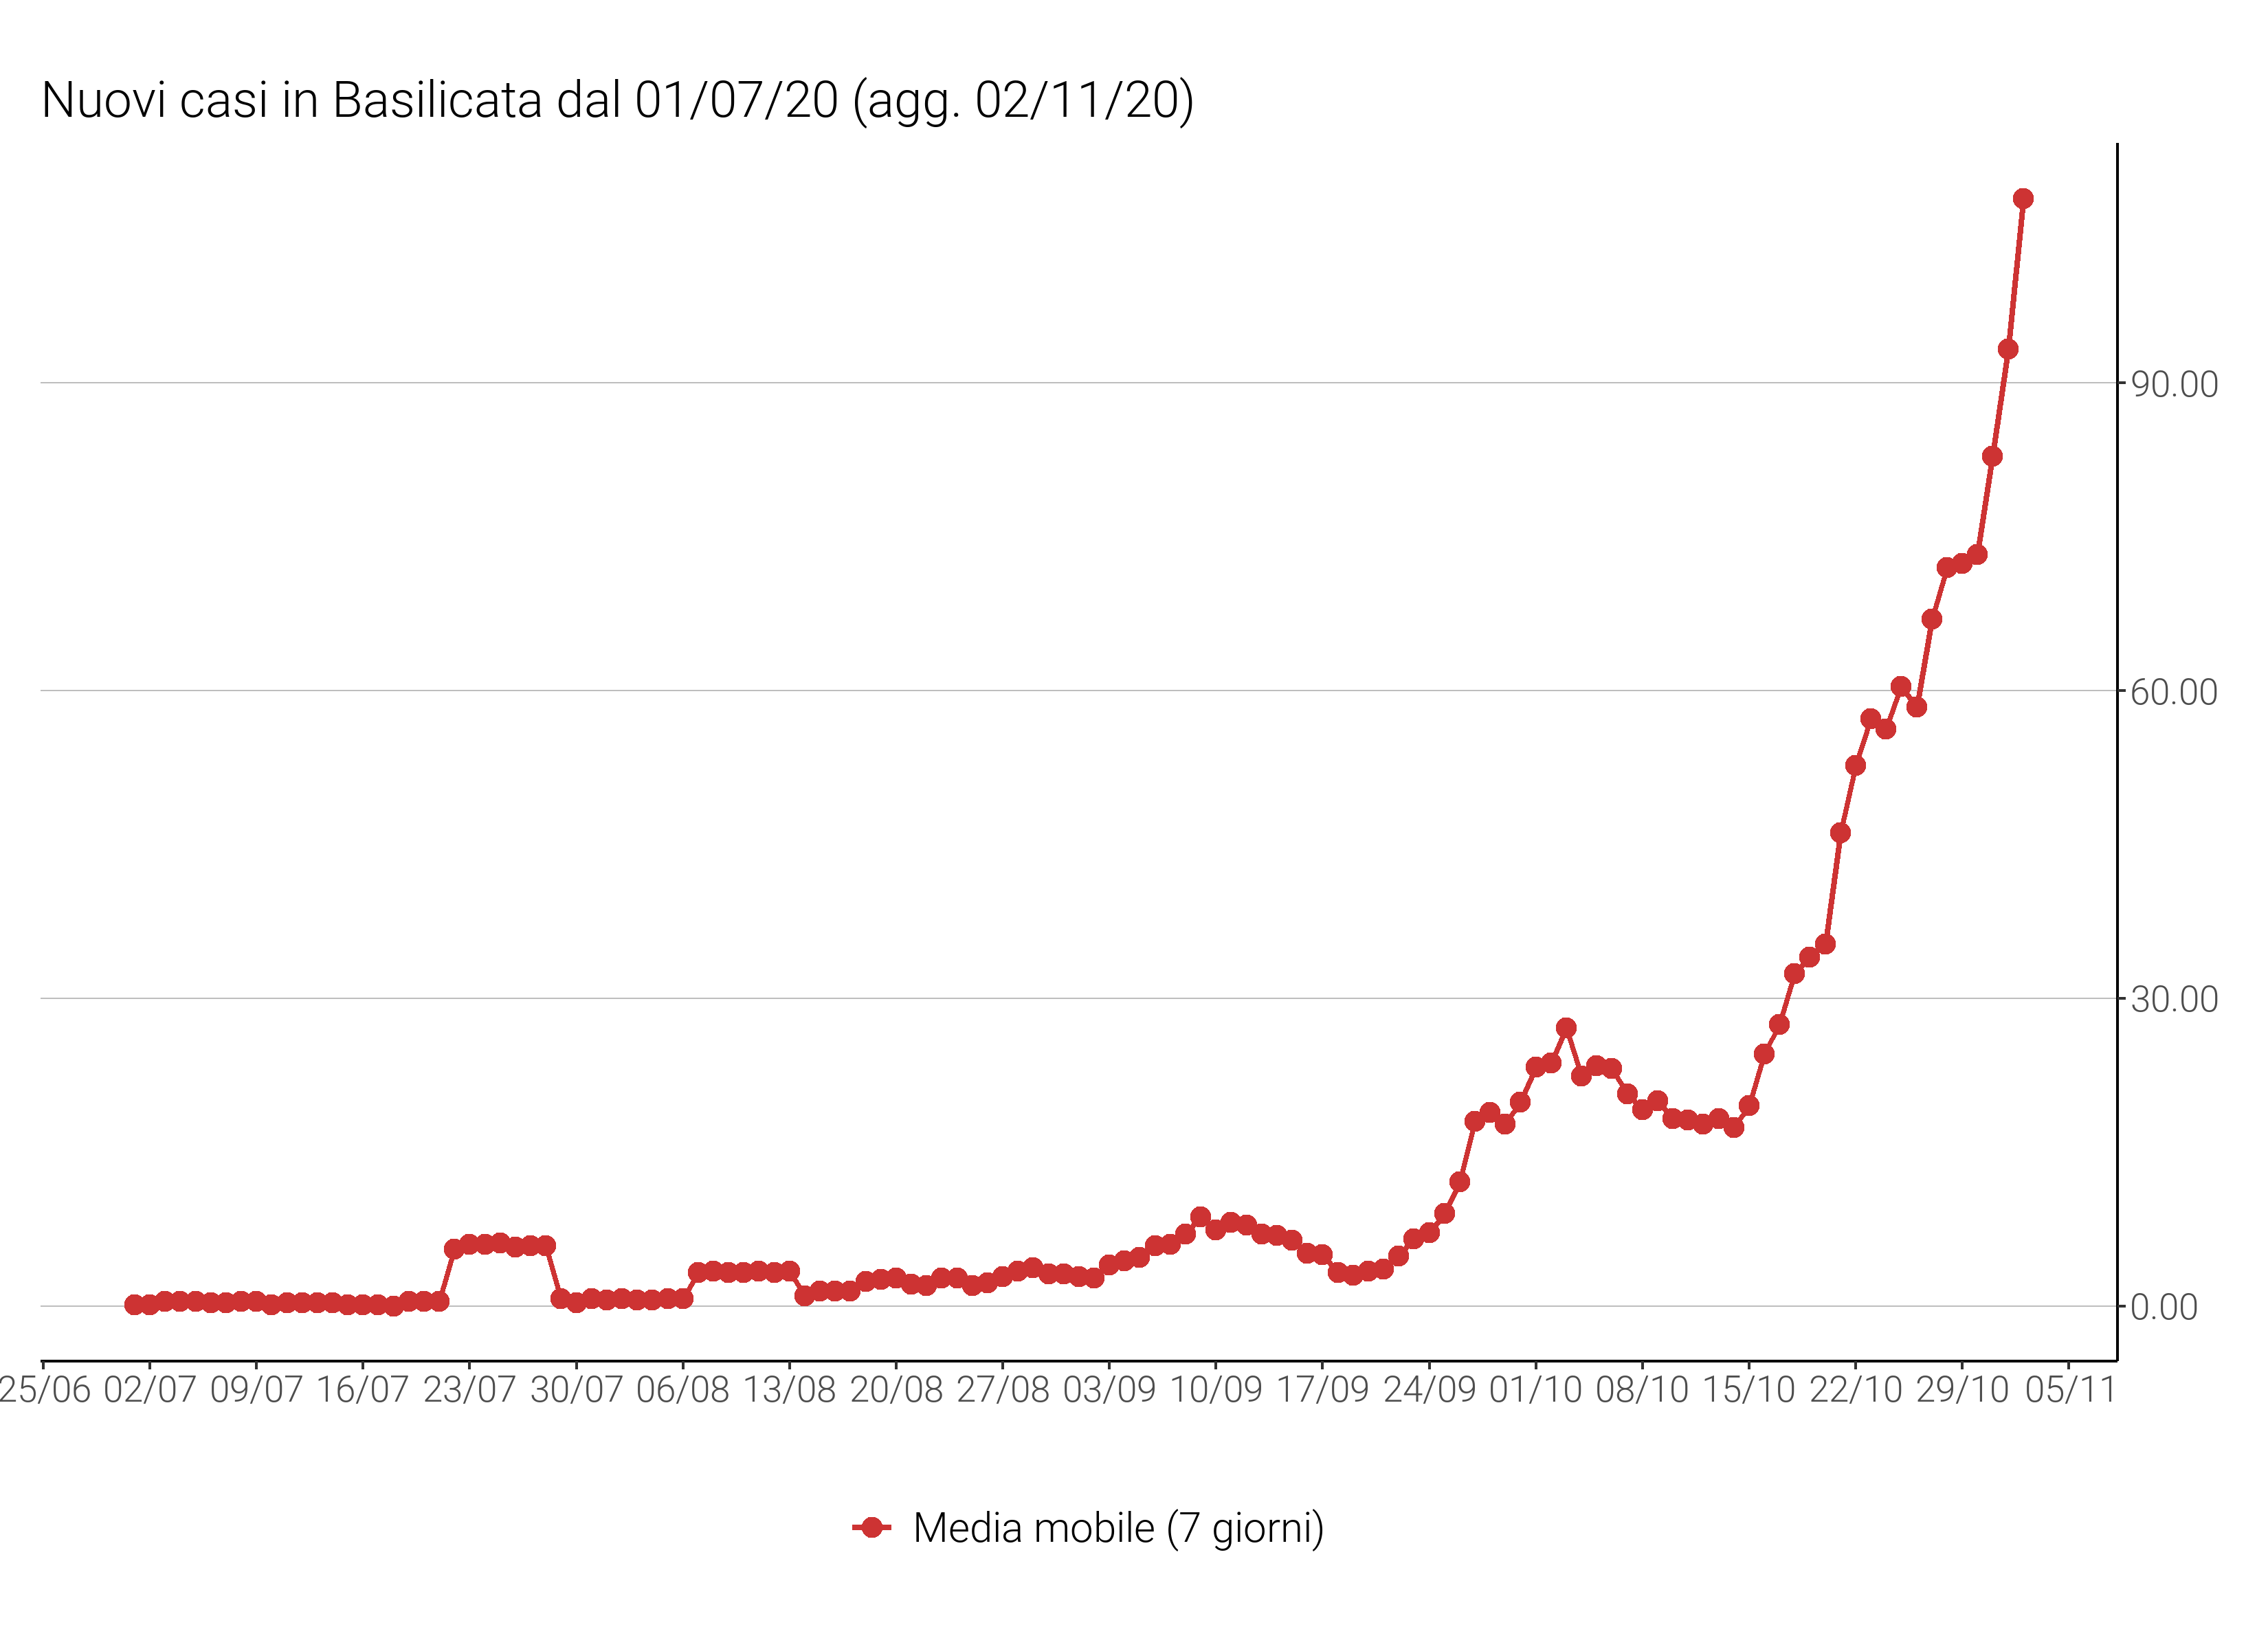 Nuovi casi in Basilicata dal 01/07/20 (agg. 02/11/20)
90.00
60.00
30.00
0.00
25/06 02/07 09/07 16/07 23/07 30/07 06/08 13/08 20/08 27/08 03/09 10/09 17/09 24/09 01/10 08/10 15/10 22/10 29/10 05/11
Media mobile (7 giorni)